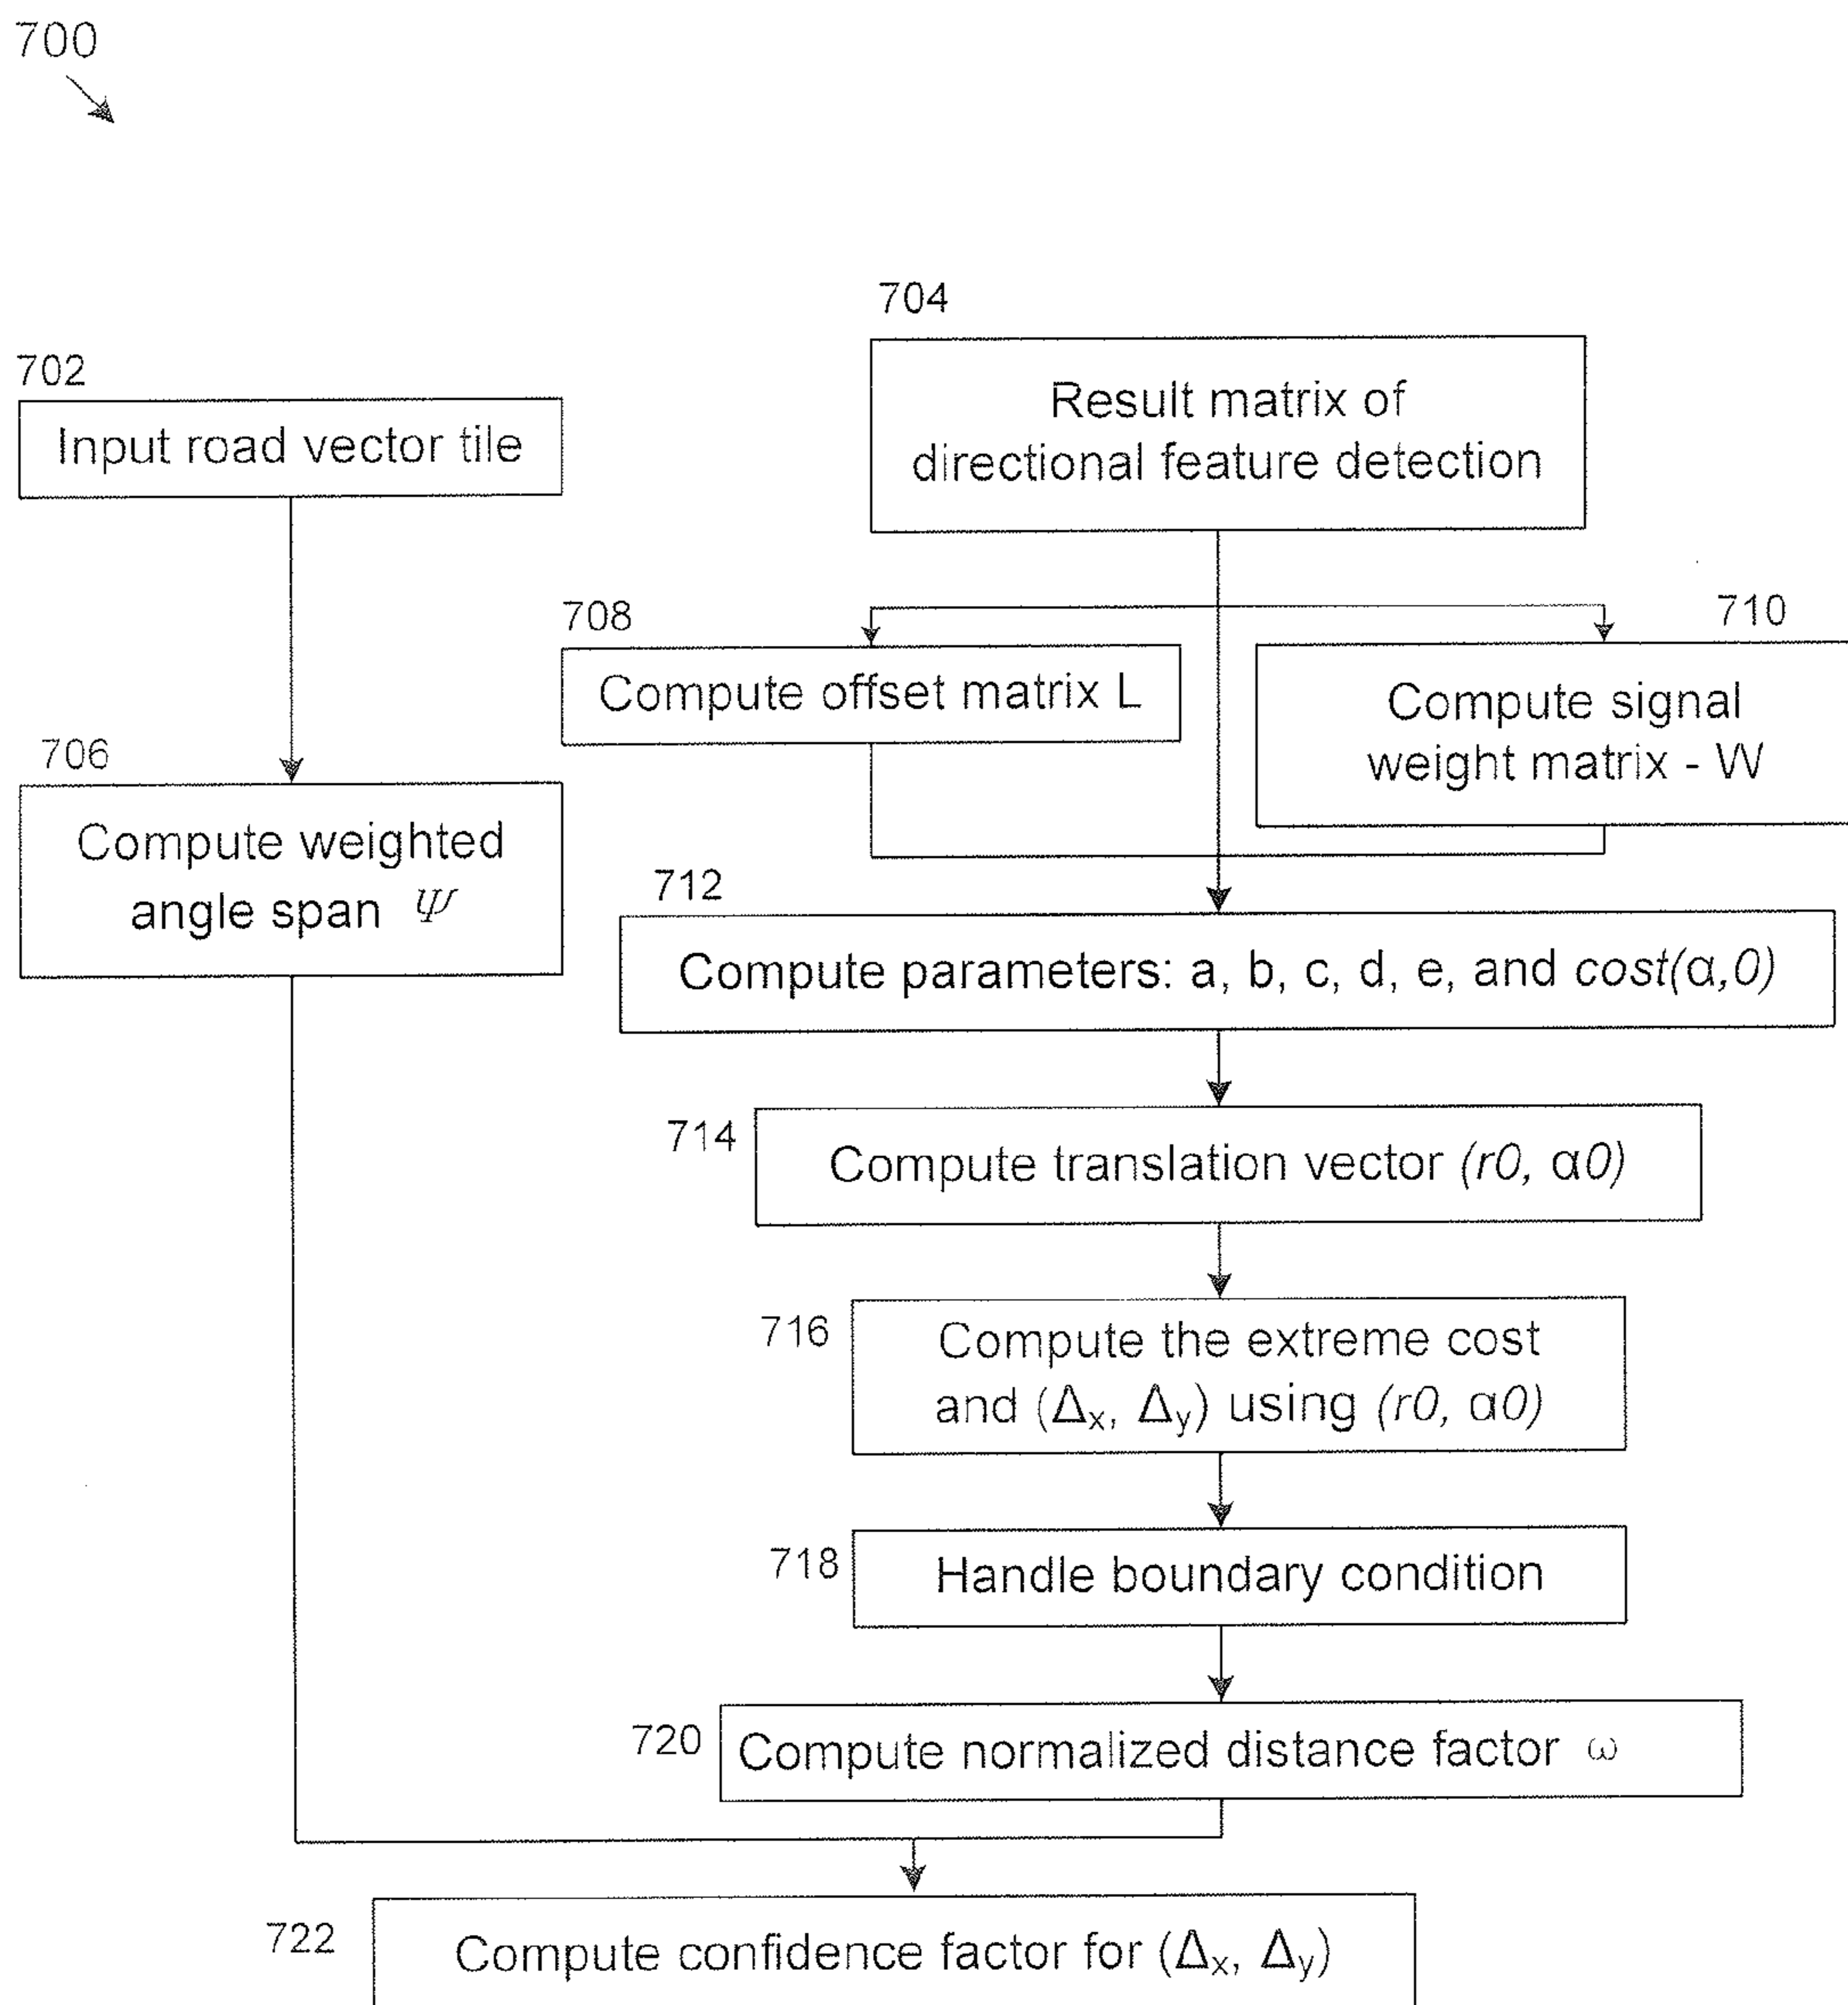 700
704
Result matrix of
directional feature detection
702
Input road vector tile
708
Compute offset matrix L
710
Compute signal
weight matrix - W
706
Compute weighted
angle span Ψ
712
Compute parameters: a, b, c, d, e, and cost(α,0)
714
Compute translation vector (r0, α0)
716
Compute the extreme cost
and (Δx, Δy) using (r0, α0)
718
Handle boundary condition
720
Compute normalized distance factor ω
722
Compute confidence factor for (Δx, Δy)